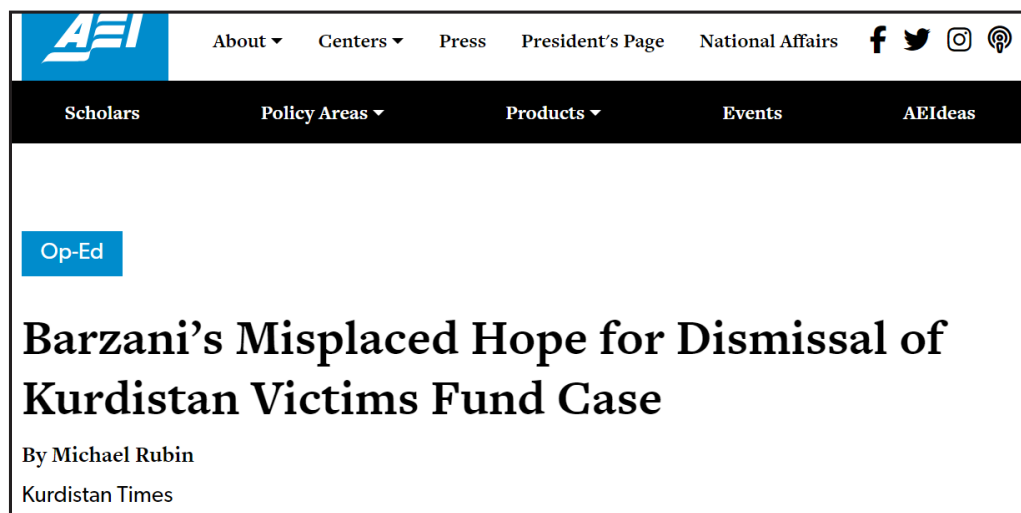 AEI
About Centers Press President's Page National Affairs
Scholars Policy Areas Products Events AEIdeas
Op-Ed
Barzani’s Misplaced Hope for Dismissal of
Kurdistan Victims Fund Case
By Michael Rubin
Kurdistan Times